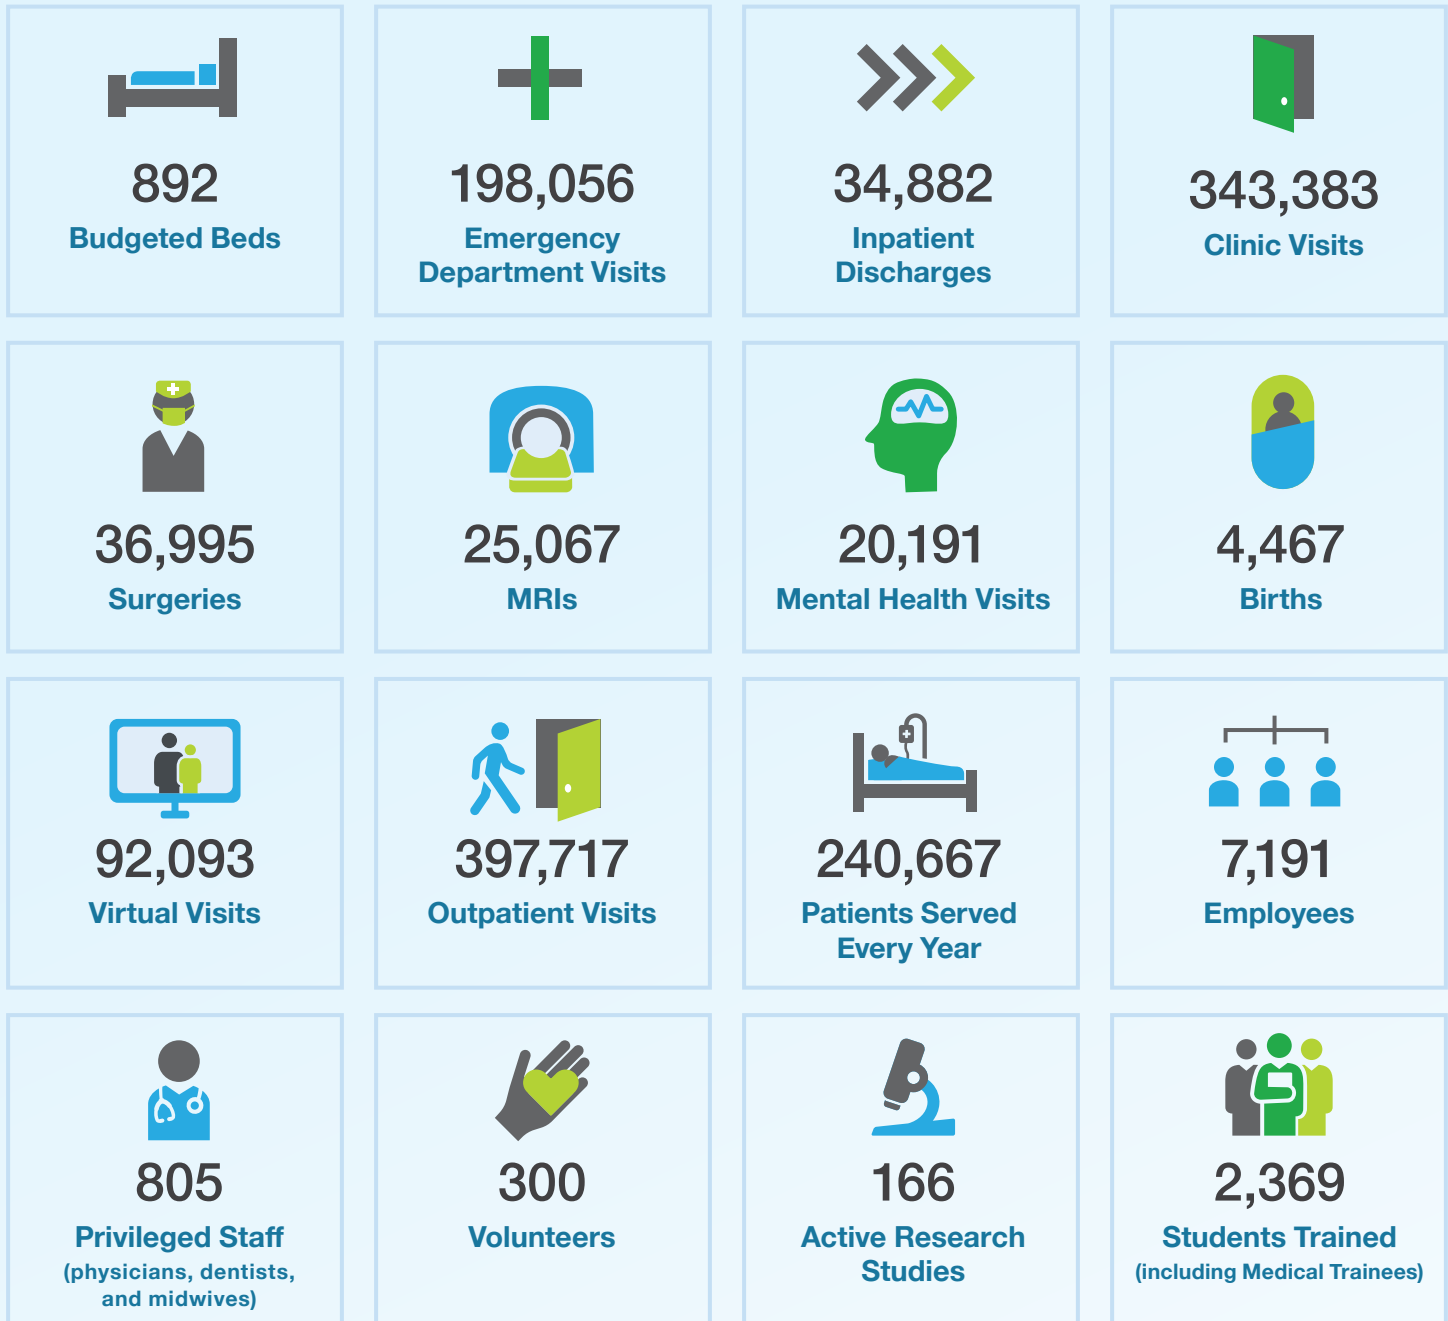 892
Budgeted Beds
198,056
Emergency
Department Visits
34,882
Inpatient
Discharges
343,383
Clinic Visits
36,995
Surgeries
25,067
MRIs
20,191
Mental Health Visits
4,467
Births
92,093
Virtual Visits
397,717
Outpatient Visits
240,667
Patients Served
Every Year
7,191
Employees
805
Privileged Staff
(physicians, dentists,
and midwives)
300
Volunteers
166
Active Research
Studies
2,369
Students Trained
(including Medical Trainees)